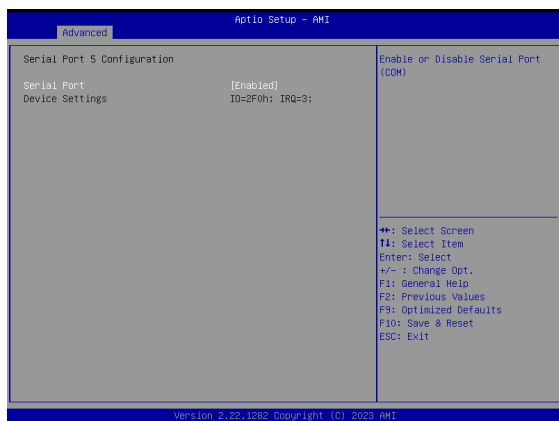 Aptio Setup - AMI
Advanced
Serial Port 5 Configuration
Serial Port [Enabled]
Device Settings IO=2F0h; IRQ=3;
Enable or Disable Serial Port
(COM)
→←: Select Screen
↑↓: Select Item
Enter: Select
+/- : Change Opt.
F1: General Help
F2: Previous Values
F9: Optimized Defaults
F10: Save & Reset
ESC: Exit
Version 2.22.1282 Copyright (C) 2023 AMI